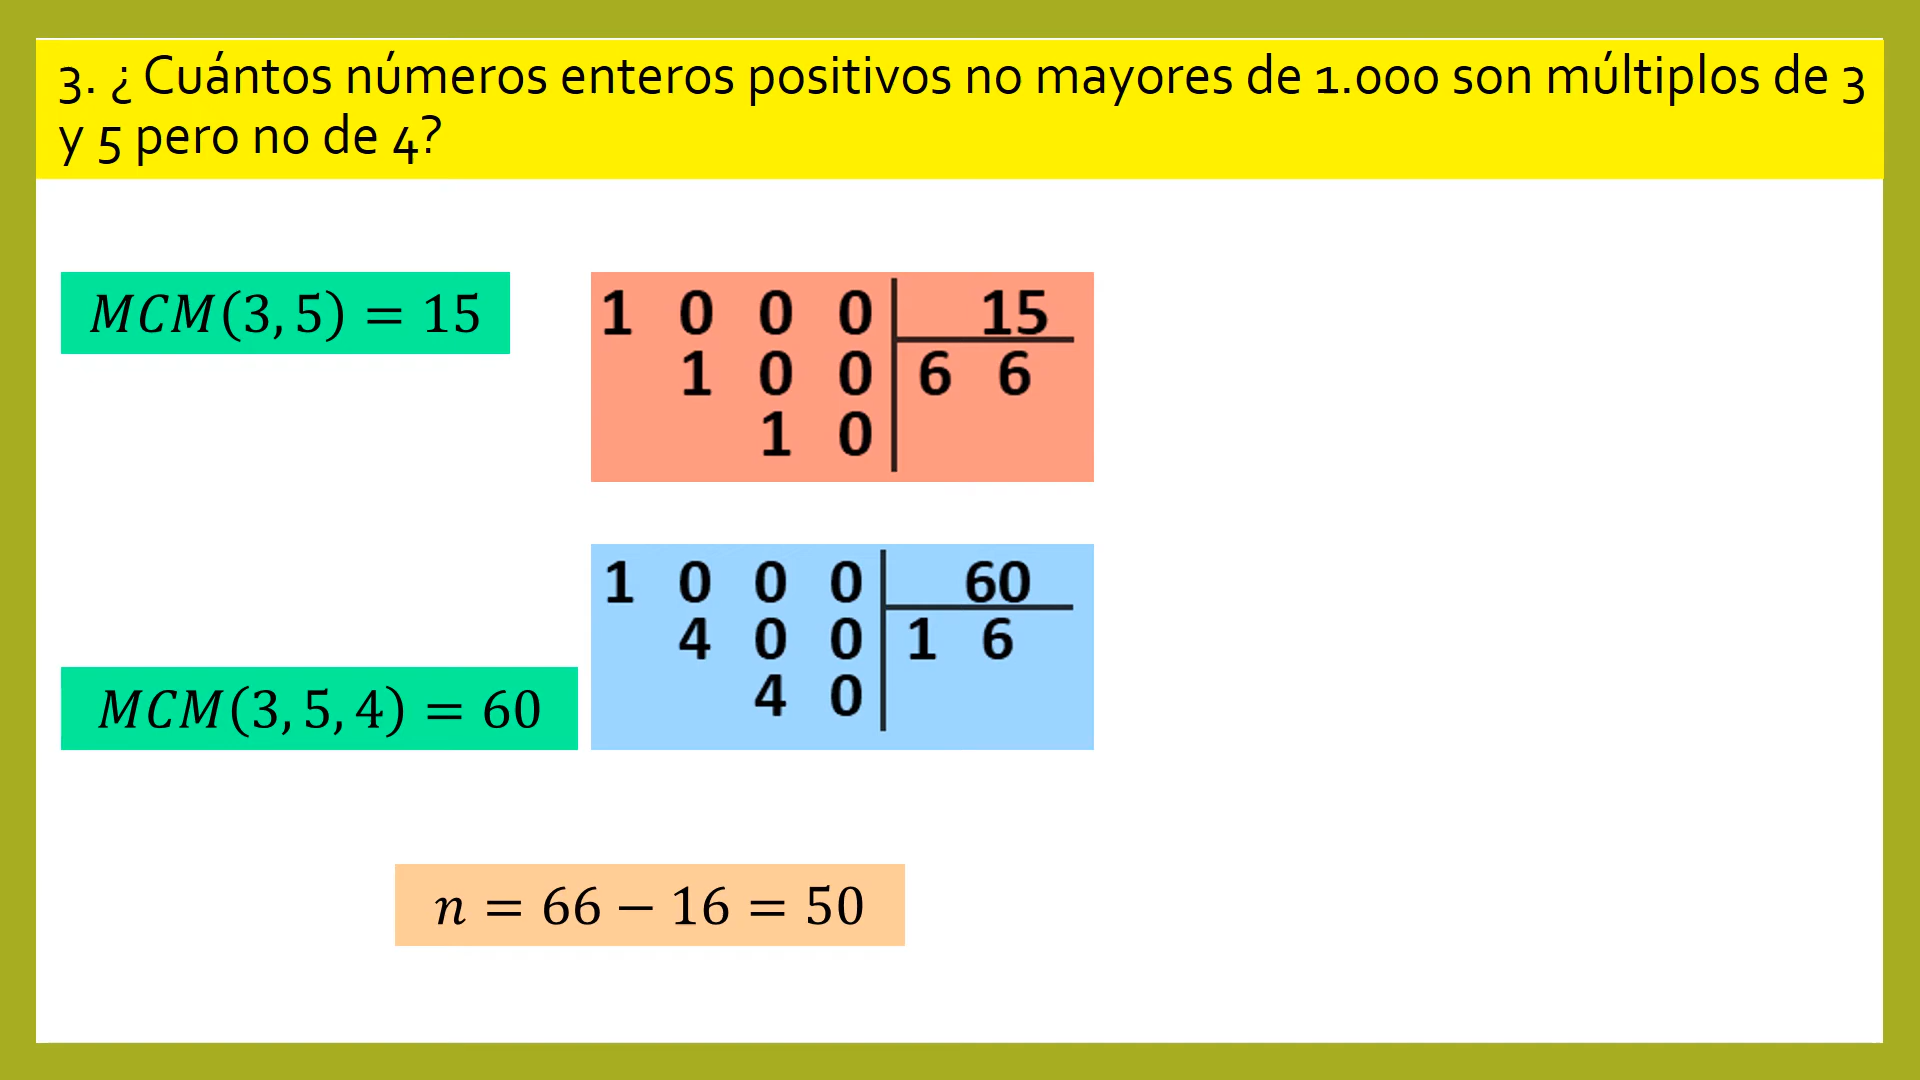 3. ¿ Cuántos números enteros positivos no mayores de 1.000 son múltiplos de 3
y 5 pero no de 4?
MCM(3, 5) = 15
1 0 0 0 15
1 0 0 6 6
1 0
1 0 0 0 60
4 0 0 1 6
4 0
MCM(3, 5, 4) = 60
n = 66 − 16 = 50